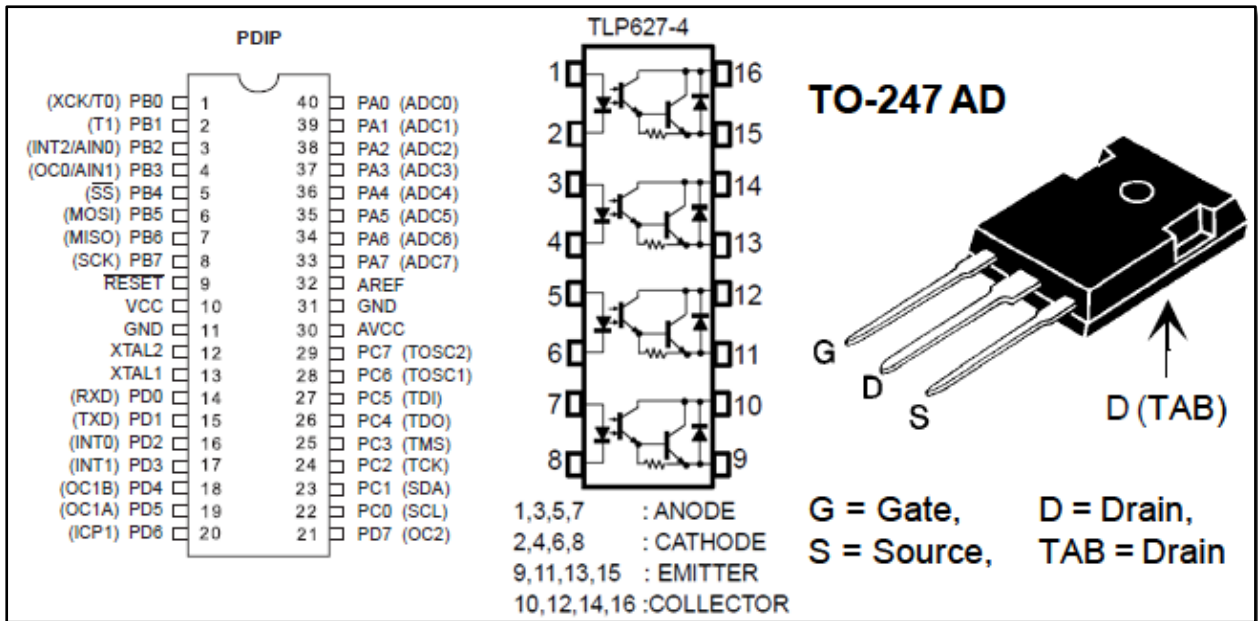 PDIP
(XCK/T0) PB0 1 40 PA0 (ADC0)
(T1) PB1 2 39 PA1 (ADC1)
(INT2/AIN0) PB2 3 38 PA2 (ADC2)
(OC0/AIN1) PB3 4 37 PA3 (ADC3)
(SS) PB4 5 36 PA4 (ADC4)
(MOSI) PB5 6 35 PA5 (ADC5)
(MISO) PB6 7 34 PA6 (ADC6)
(SCK) PB7 8 33 PA7 (ADC7)
RESET 9 32 AREF
VCC 10 31 GND
GND 11 30 AVCC
XTAL2 12 29 PC7 (TOSC2)
XTAL1 13 28 PC6 (TOSC1)
(RXD) PD0 14 27 PC5 (TDI)
(TXD) PD1 15 26 PC4 (TDO)
(INT0) PD2 16 25 PC3 (TMS)
(INT1) PD3 17 24 PC2 (TCK)
(OC1B) PD4 18 23 PC1 (SDA)
(OC1A) PD5 19 22 PC0 (SCL)
(ICP1) PD6 20 21 PD7 (OC2)
TLP627-4
1 16
2 15
3 14
4 13
5 12
6 11
7 10
8 9
1,3,5,7 : ANODE
2,4,6,8 : CATHODE
9,11,13,15 : EMITTER
10,12,14,16 :COLLECTOR
TO-247 AD
G
D
S
D (TAB)
G = Gate, D = Drain,
S = Source, TAB = Drain